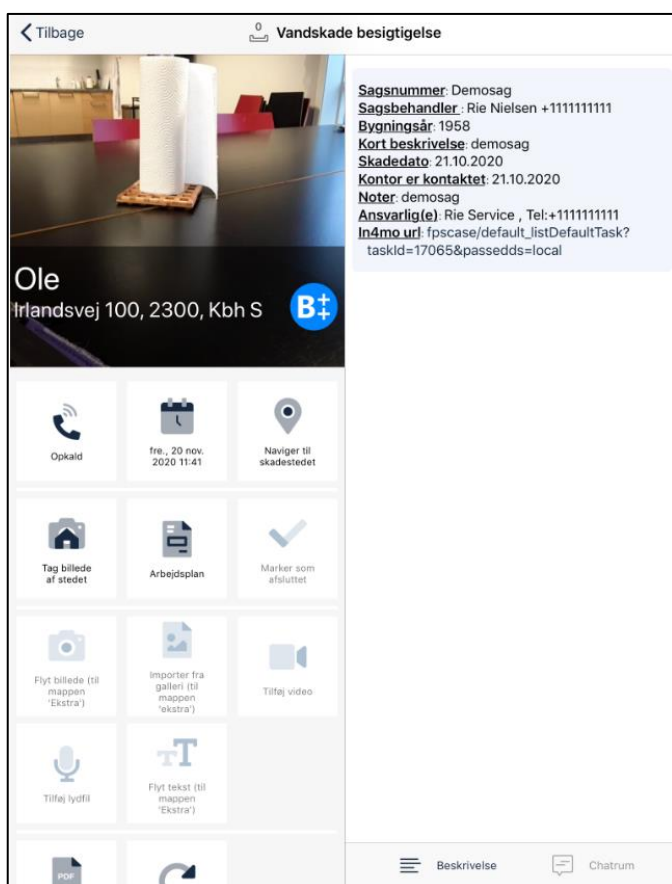 Tilbage
0
Vandskade besigtigelse
Ole
Irlandsvej 100, 2300, Kbh S
B
Opkald
fre., 20 nov.
2020 11:41
Naviger til
skadestedet
Tag billede
af stedet
Arbejdsplan
Marker som
afsluttet
Flyt billede (til
mappen
'Ekstra')
Importer fra
galleri (til
mappen
'ekstra')
Tilføj video
Tilføj lydfil
TT
Flyt tekst (til
mappen
'Ekstra')
PDF
Sagsnummer: Demosag
Sagsbehandler : Rie Nielsen +1111111111
Bygningsår: 1958
Kort beskrivelse: demosag
Skadedato: 21.10.2020
Kontor er kontaktet: 21.10.2020
Noter: demosag
Ansvarlig(e): Rie Service , Tel:+1111111111
In4mo url: fpscase/default_listDefaultTask?
taskId=17065&passedds=local
Beskrivelse
Chatrum